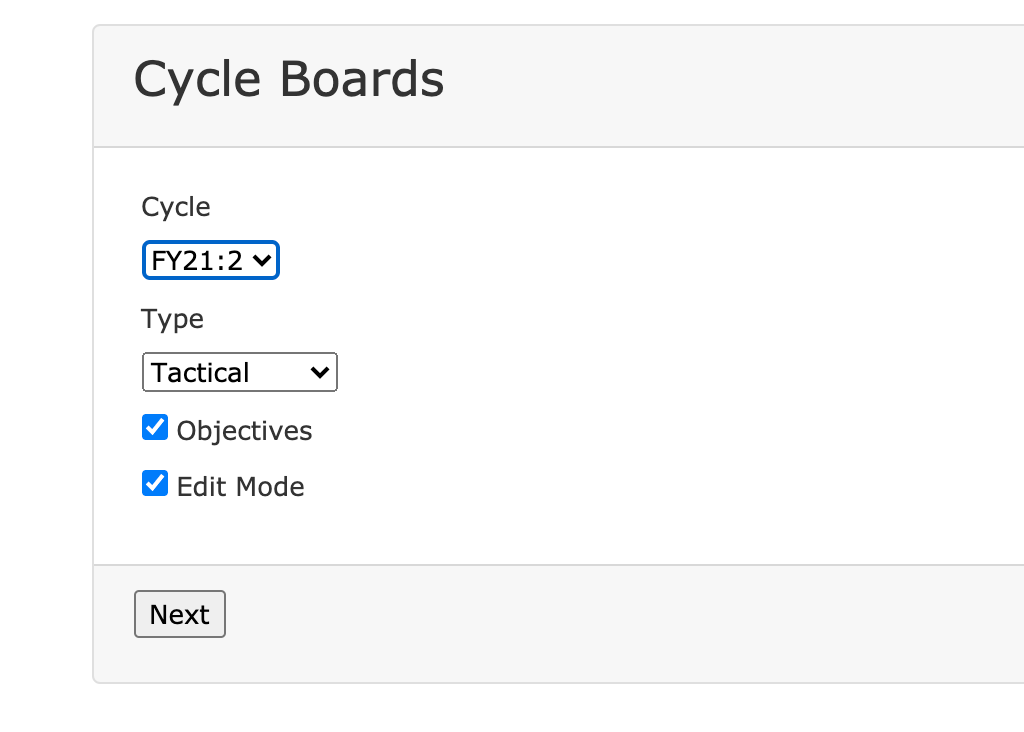 Cycle Boards
Cycle
FY21:2
Type
Tactical
Objectives
Edit Mode
Next